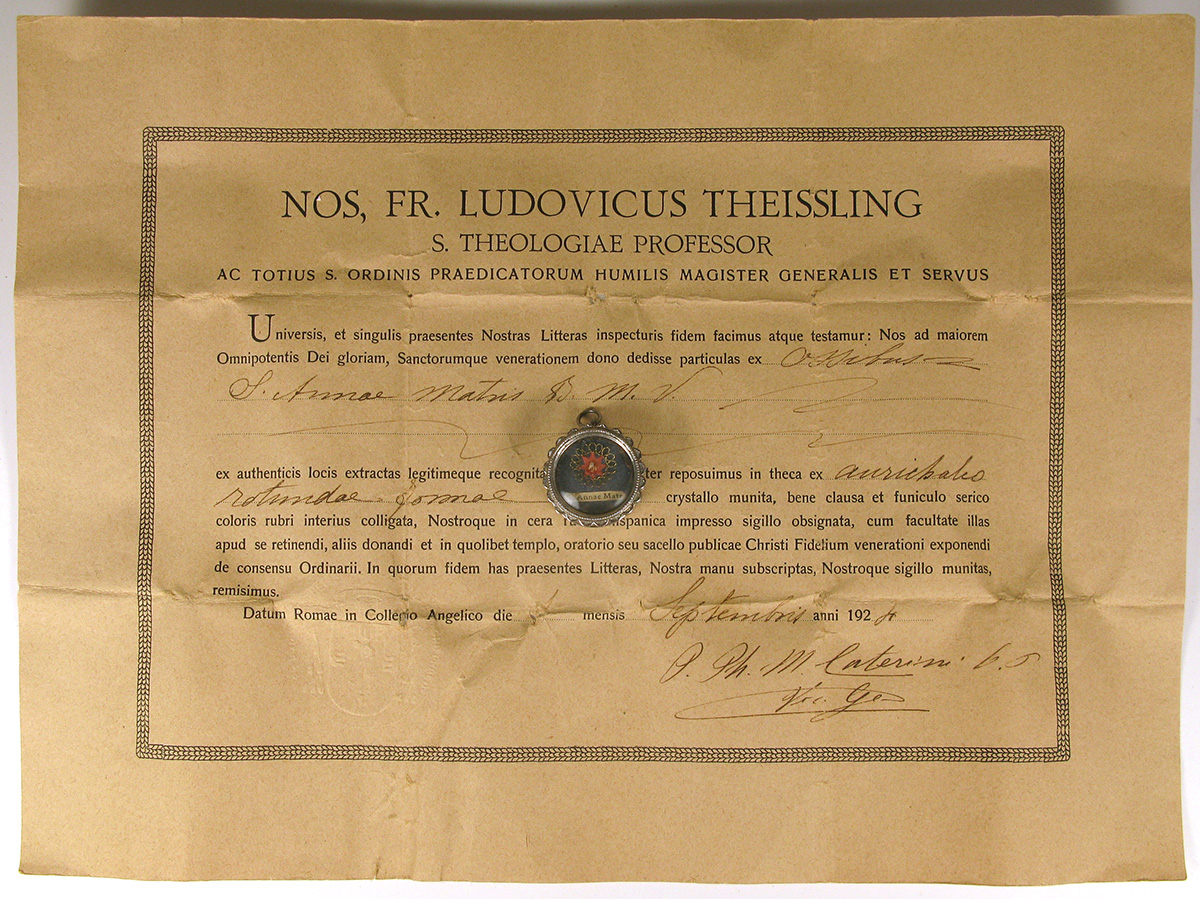 NOS, FR. LUDOVICUS THEISSLING
S. THEOLOGIAE PROFESSOR
AC TOTIUS S. ORDINIS PRAEDICATORUM HUMILIS MAGISTER GENERALIS ET SERVUS
Universis, et singulis praesentes Nostras Litteras inspecturis fidem facimus atque testamur: Nos ad maiorem
Omnipotentis Dei gloriam, Sanctorumque venerationem dono dedisse particulas ex Ossibus
S. Annae Matris B. M. V.
ex authenticis locis extractas legitimeque recognita ter reposuimus in theca ex aurichalco
rotundae formae crystallo munita, bene clausa et funiculo serico
Annae Mat
coloris rubri interius colligata, Nostroque in cera hispanica impresso sigillo obsignata, cum facultate illas
apud se retinendi, aliis donandi et in quolibet templo, oratorio seu sacello publicae Christi Fidelium venerationi exponendi
de consensu Ordinarii. In quorum fidem has praesentes Litteras, Nostra manu subscriptas, Nostroque sigillo munitas,
remisimus.
Datum Romae in Collegio Angelico die mensis Septembris anni 1924
P. Ph. M. Caterini
Vic. Ge